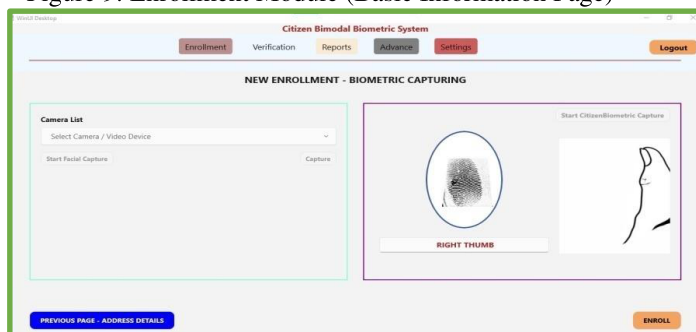 Figure 9: Enrolment Module (Basic Information Page)
WinUI Desktop
Citizen Bimodal Biometric System
Enrollment Verification Reports Advance Settings Logout
NEW ENROLLMENT - BIOMETRIC CAPTURING
Camera List
Select Camera / Video Device
Start Facial Capture Capture
Start CitizenBiometric Capture
RIGHT THUMB
PREVIOUS PAGE - ADDRESS DETAILS
ENROLL